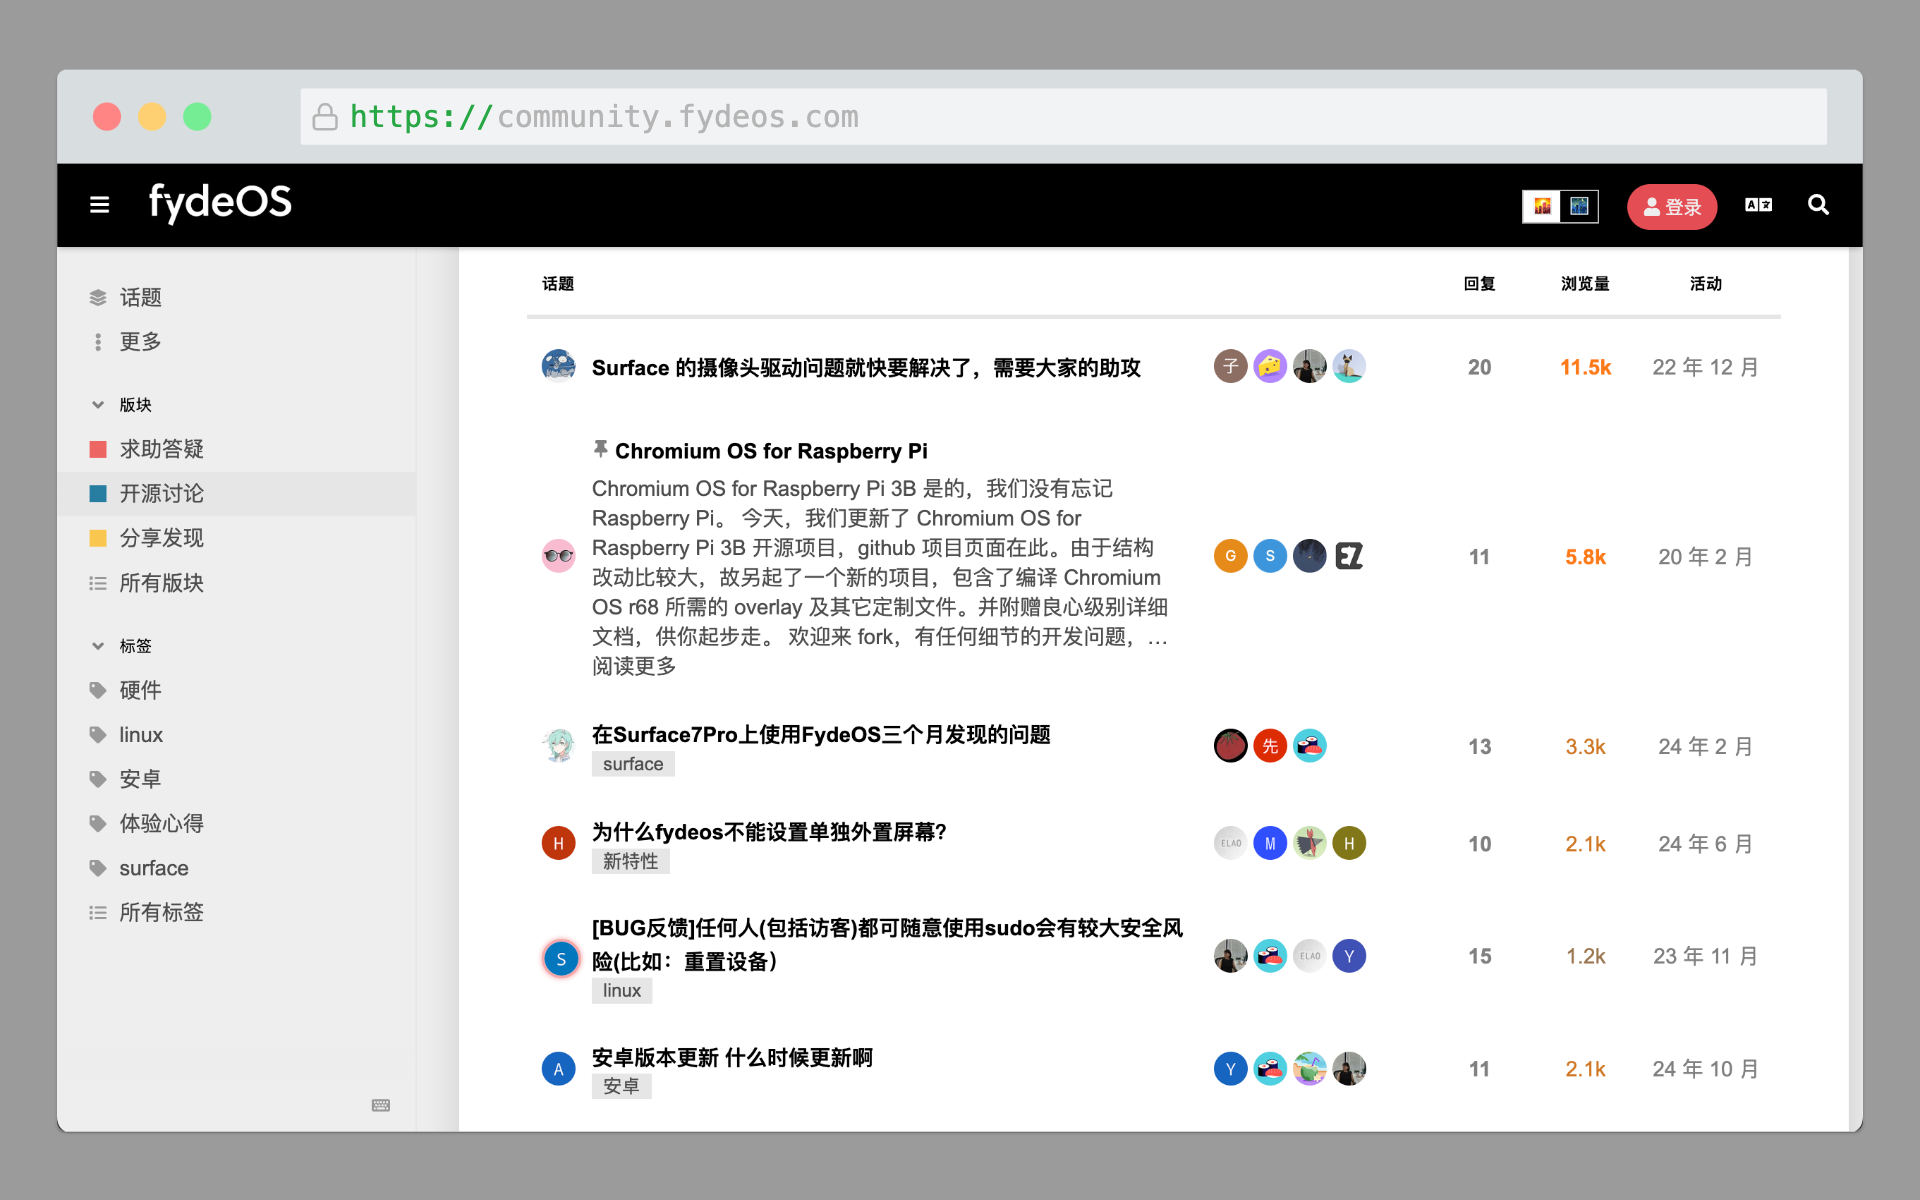 https://community.fydeos.com
fydeOS
登录
话题
更多
版块
求助答疑
开源讨论
分享发现
所有版块
标签
硬件
linux
安卓
体验心得
surface
所有标签
话题 回复 浏览量 活动
Surface 的摄像头驱动问题就快要解决了，需要大家的助攻 子 20 11.5k 22 年 12 月
Chromium OS for Raspberry Pi
Chromium OS for Raspberry Pi 3B 是的，我们没有忘记
Raspberry Pi。 今天，我们更新了 Chromium OS for
Raspberry Pi 3B 开源项目，github 项目页面在此。由于结构
改动比较大，故另起了一个新的项目，包含了编译 Chromium
OS r68 所需的 overlay 及其它定制文件。并附赠良心级别详细
文档，供你起步走。 欢迎来 fork，有任何细节的开发问题，…
阅读更多
G S EZ 11 5.8k 20 年 2 月
在Surface7Pro上使用FydeOS三个月发现的问题
surface
先 13 3.3k 24 年 2 月
H
为什么fydeos不能设置单独外置屏幕?
新特性
ELAO M H 10 2.1k 24 年 6 月
S
[BUG反馈]任何人(包括访客)都可随意使用sudo会有较大安全风
险(比如：重置设备）
linux
ELAO Y 15 1.2k 23 年 11 月
A
安卓版本更新 什么时候更新啊
安卓
Y 11 2.1k 24 年 10 月